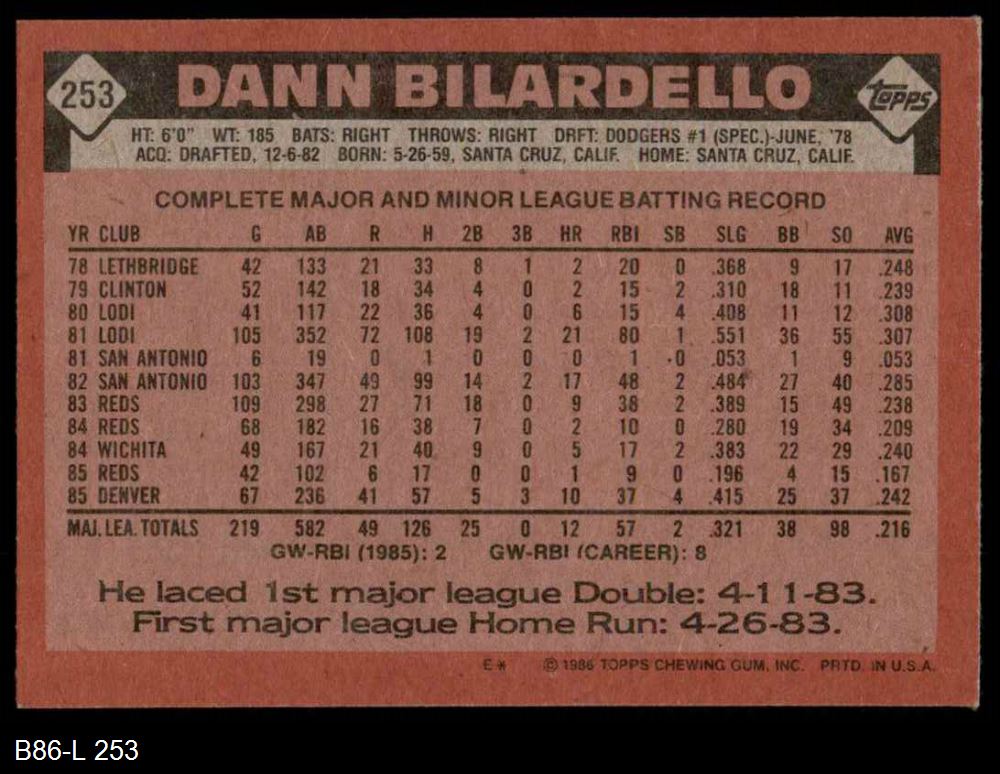 253 DANN BILARDELLO Topps
HT: 6'0" WT: 185 BATS: RIGHT THROWS: RIGHT DRFT: DODGERS #1 (SPEC.)-JUNE, '78
ACQ: DRAFTED, 12-6-82 BORN: 5-26-59, SANTA CRUZ, CALIF. HOME: SANTA CRUZ, CALIF.
COMPLETE MAJOR AND MINOR LEAGUE BATTING RECORD
YR CLUB G AB R H 2B 3B HR RBI SB SLG BB SO AVG
78 LETHBRIDGE 42 133 21 33 8 1 2 20 0 .368 9 17 .248
79 CLINTON 52 142 18 34 4 0 2 15 2 .310 18 11 .239
80 LODI 41 117 22 36 4 0 6 15 4 .408 11 12 .308
81 LODI 105 352 72 108 19 2 21 80 1 .551 36 55 .307
81 SAN ANTONIO 6 19 0 1 0 0 0 1 0 .053 1 9 .053
82 SAN ANTONIO 103 347 49 99 14 2 17 48 2 .484 27 40 .285
83 REDS 109 298 27 71 18 0 9 38 2 .389 15 49 .238
84 REDS 68 182 16 38 7 0 2 10 0 .280 19 34 .209
84 WICHITA 49 167 21 40 9 0 5 17 2 .383 22 29 .240
85 REDS 42 102 6 17 0 0 1 9 0 .196 4 15 .167
85 DENVER 67 236 41 57 5 3 10 37 4 .415 25 37 .242
MAJ. LEA. TOTALS 219 582 49 126 25 0 12 57 2 .321 38 98 .216
GW-RBI (1985): 2 GW-RBI (CAREER): 8
He laced 1st major league Double: 4-11-83.
First major league Home Run: 4-26-83.
E* © 1986 TOPPS CHEWING GUM, INC. PRTD. IN U.S.A.
B86-L 253